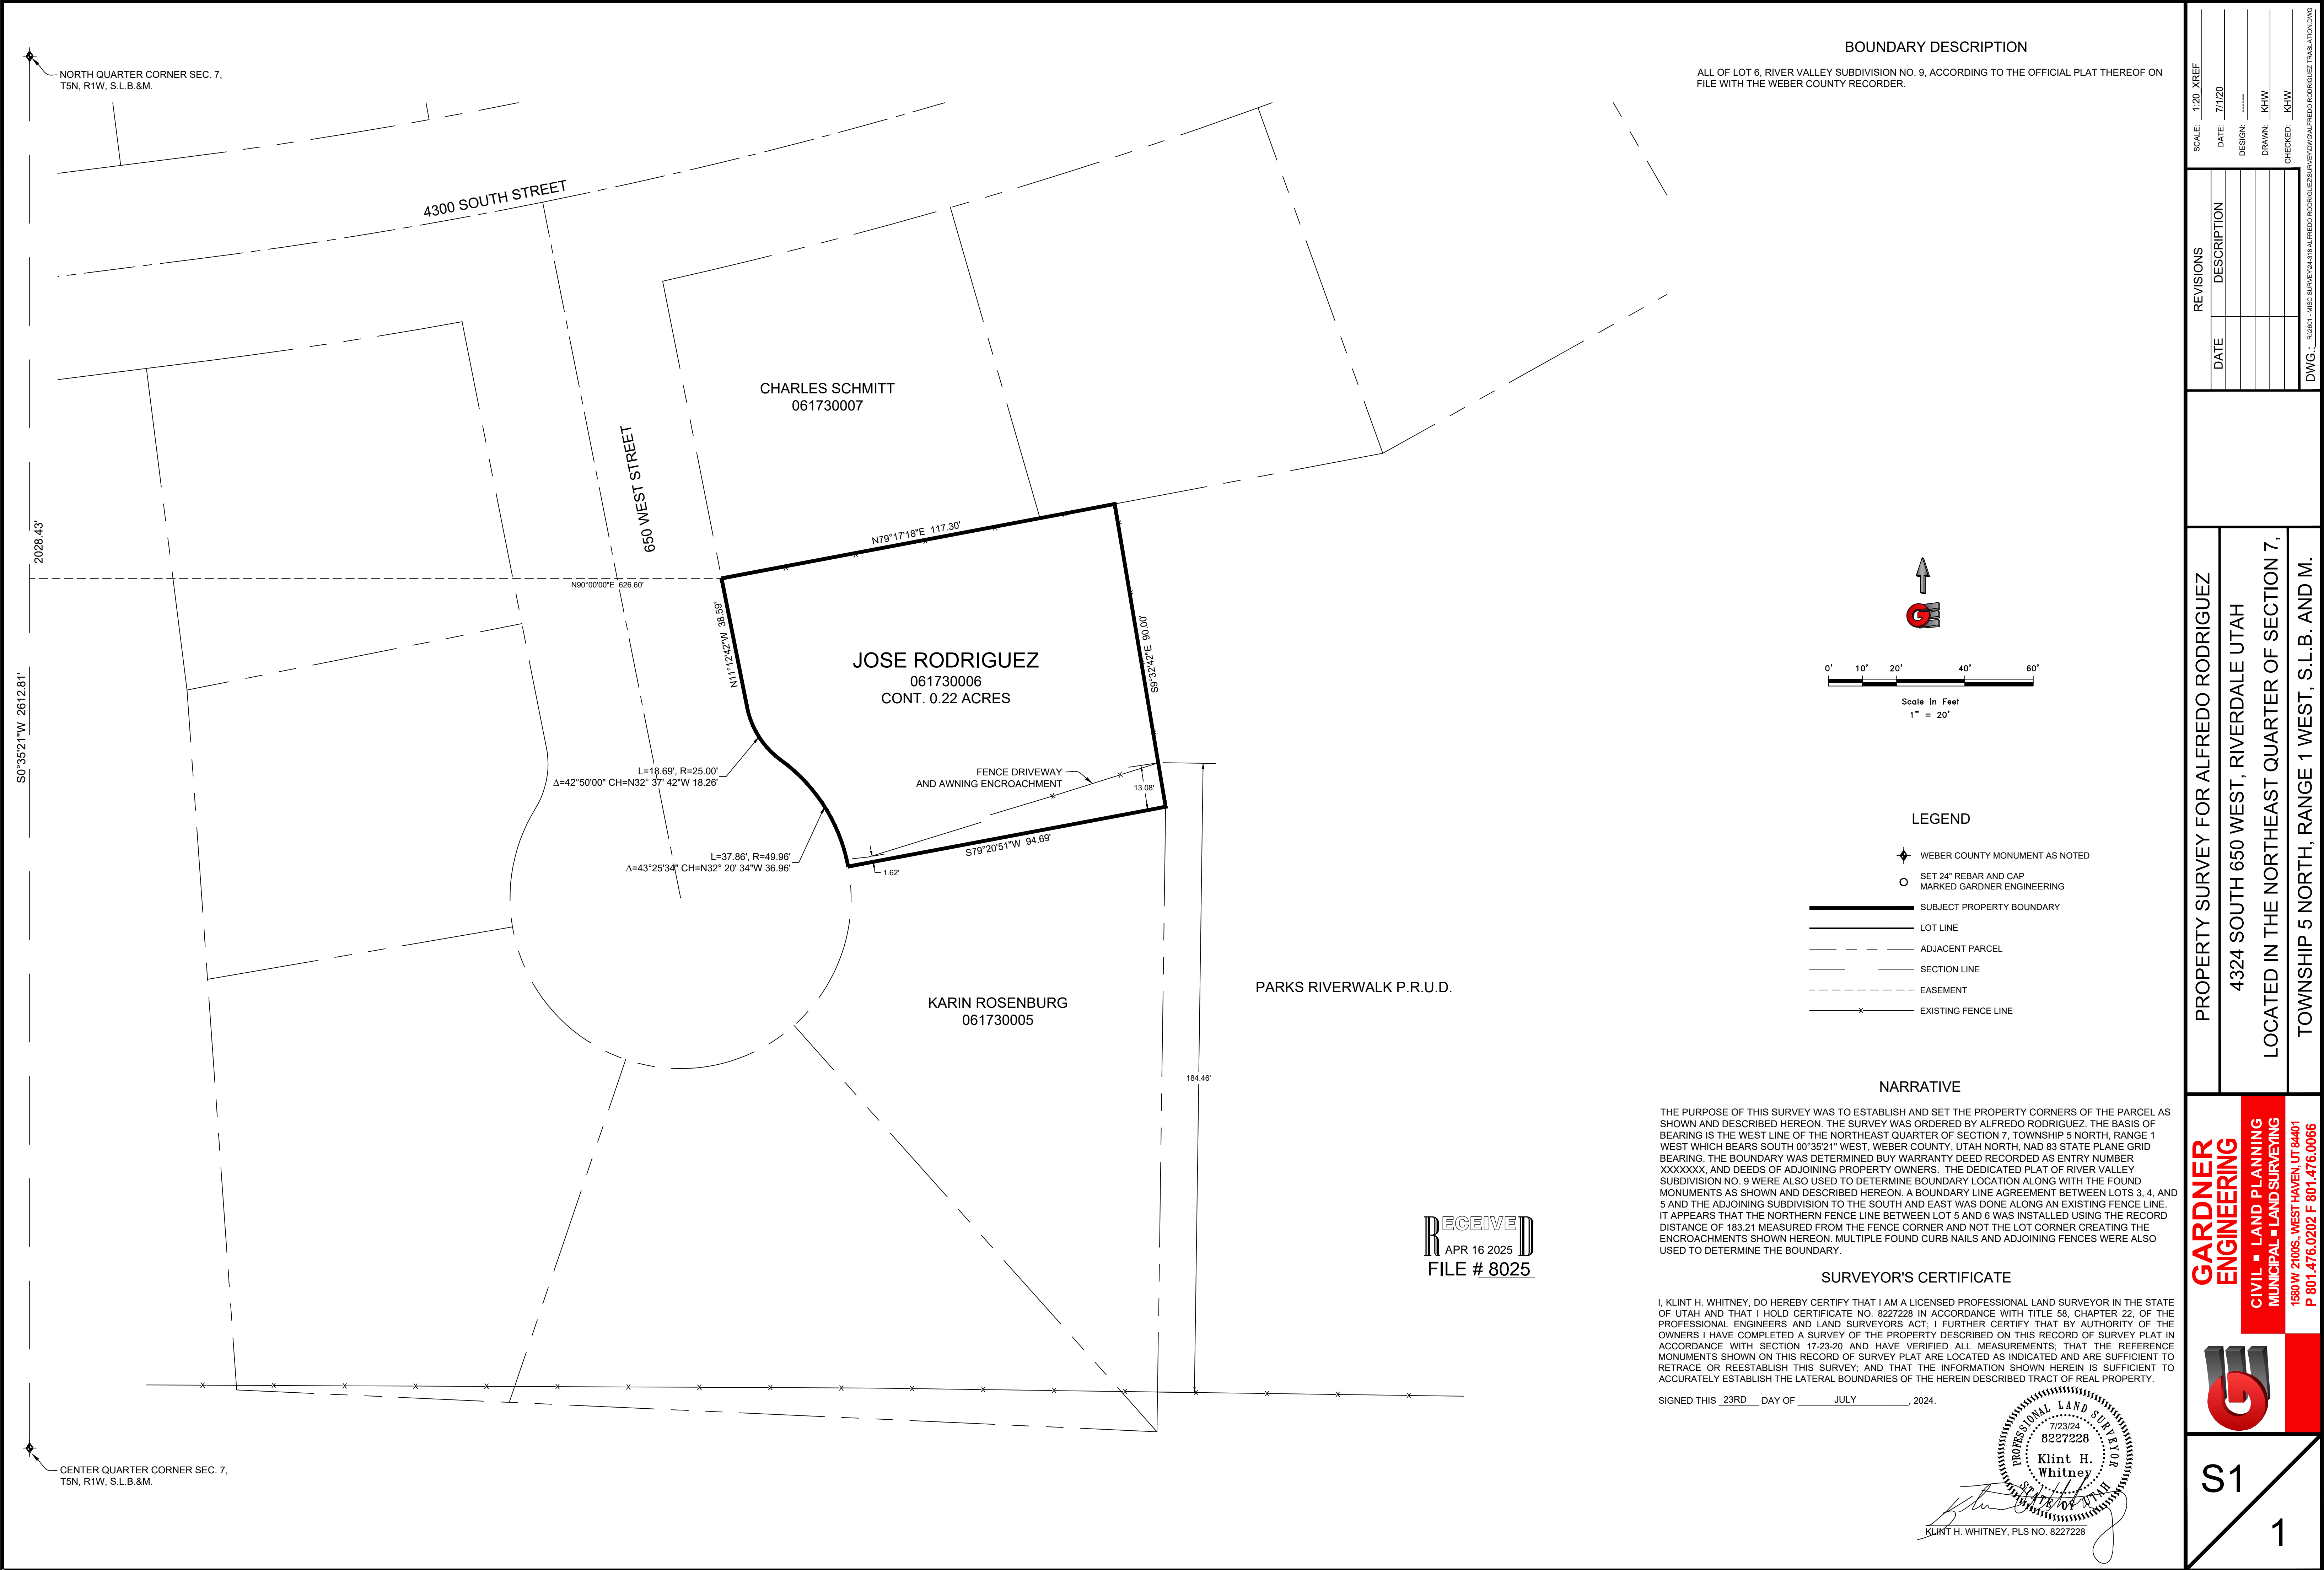 NORTH QUARTER CORNER SEC. 7,
T5N, R1W, S.L.B.&M.
BOUNDARY DESCRIPTION
ALL OF LOT 6, RIVER VALLEY SUBDIVISION NO. 9, ACCORDING TO THE OFFICIAL PLAT THEREOF ON
FILE WITH THE WEBER COUNTY RECORDER.
4300 SOUTH STREET
650 WEST STREET
CHARLES SCHMITT
061730007
2028.43'
S0°35'21"W 2612.81'
N90°00'00"E 626.60'
N79°17'18"E 117.30'
N11°12'42"W 38.59'
S9°32'42"E 90.00'
JOSE RODRIGUEZ
061730006
CONT. 0.22 ACRES
L=18.69', R=25.00'
Δ=42°50'00" CH=N32° 37' 42"W 18.26'
FENCE DRIVEWAY
AND AWNING ENCROACHMENT
13.08'
S79°20'51"W 94.69'
L=37.86', R=49.96'
Δ=43°25'34" CH=N32° 20' 34"W 36.96'
1.62'
KARIN ROSENBURG
061730005
PARKS RIVERWALK P.R.U.D.
184.46'
CENTER QUARTER CORNER SEC. 7,
T5N, R1W, S.L.B.&M.
0' 10' 20' 40' 60'
Scale in Feet
1" = 20'
LEGEND
WEBER COUNTY MONUMENT AS NOTED
SET 24" REBAR AND CAP
MARKED GARDNER ENGINEERING
SUBJECT PROPERTY BOUNDARY
LOT LINE
ADJACENT PARCEL
SECTION LINE
EASEMENT
EXISTING FENCE LINE
NARRATIVE
THE PURPOSE OF THIS SURVEY WAS TO ESTABLISH AND SET THE PROPERTY CORNERS OF THE PARCEL AS
SHOWN AND DESCRIBED HEREON. THE SURVEY WAS ORDERED BY ALFREDO RODRIGUEZ. THE BASIS OF
BEARING IS THE WEST LINE OF THE NORTHEAST QUARTER OF SECTION 7, TOWNSHIP 5 NORTH, RANGE 1
WEST WHICH BEARS SOUTH 00°35'21" WEST, WEBER COUNTY, UTAH NORTH, NAD 83 STATE PLANE GRID
BEARING. THE BOUNDARY WAS DETERMINED BUY WARRANTY DEED RECORDED AS ENTRY NUMBER
XXXXXXX, AND DEEDS OF ADJOINING PROPERTY OWNERS. THE DEDICATED PLAT OF RIVER VALLEY
SUBDIVISION NO. 9 WERE ALSO USED TO DETERMINE BOUNDARY LOCATION ALONG WITH THE FOUND
MONUMENTS AS SHOWN AND DESCRIBED HEREON. A BOUNDARY LINE AGREEMENT BETWEEN LOTS 3, 4, AND
5 AND THE ADJOINING SUBDIVISION TO THE SOUTH AND EAST WAS DONE ALONG AN EXISTING FENCE LINE.
IT APPEARS THAT THE NORTHERN FENCE LINE BETWEEN LOT 5 AND 6 WAS INSTALLED USING THE RECORD
DISTANCE OF 183.21 MEASURED FROM THE FENCE CORNER AND NOT THE LOT CORNER CREATING THE
ENCROACHMENTS SHOWN HEREON. MULTIPLE FOUND CURB NAILS AND ADJOINING FENCES WERE ALSO
USED TO DETERMINE THE BOUNDARY.
RECEIVED
APR 16 2025
FILE # 8025
SURVEYOR'S CERTIFICATE
I, KLINT H. WHITNEY, DO HEREBY CERTIFY THAT I AM A LICENSED PROFESSIONAL LAND SURVEYOR IN THE STATE
OF UTAH AND THAT I HOLD CERTIFICATE NO. 8227228 IN ACCORDANCE WITH TITLE 58, CHAPTER 22, OF THE
PROFESSIONAL ENGINEERS AND LAND SURVEYORS ACT; I FURTHER CERTIFY THAT BY AUTHORITY OF THE
OWNERS I HAVE COMPLETED A SURVEY OF THE PROPERTY DESCRIBED ON THIS RECORD OF SURVEY PLAT IN
ACCORDANCE WITH SECTION 17-23-20 AND HAVE VERIFIED ALL MEASUREMENTS; THAT THE REFERENCE
MONUMENTS SHOWN ON THIS RECORD OF SURVEY PLAT ARE LOCATED AS INDICATED AND ARE SUFFICIENT TO
RETRACE OR REESTABLISH THIS SURVEY; AND THAT THE INFORMATION SHOWN HEREIN IS SUFFICIENT TO
ACCURATELY ESTABLISH THE LATERAL BOUNDARIES OF THE HEREIN DESCRIBED TRACT OF REAL PROPERTY.
SIGNED THIS 23RD DAY OF JULY, 2024.
PROFESSIONAL LAND SURVEYOR
7/23/24
8227228
Klint H.
Whitney
STATE OF UTAH
KLINT H. WHITNEY, PLS NO. 8227228
SCALE: 1:20_XREF
DATE: 7/1/20
DESIGN: ------
DRAWN: KHW
CHECKED: KHW
REVISIONS
DATE DESCRIPTION
DWG.: R:\2601 - MISC SURVEY\24-318 ALFREDO RODRIGUEZ\SURVEY\DWG\ALFREDO RODRIGUEZ TRASLATION.DWG
PROPERTY SURVEY FOR ALFREDO RODRIGUEZ
4324 SOUTH 650 WEST, RIVERDALE UTAH
LOCATED IN THE NORTHEAST QUARTER OF SECTION 7,
TOWNSHIP 5 NORTH, RANGE 1 WEST, S.L.B. AND M.
GARDNER
ENGINEERING
CIVIL ▪ LAND PLANNING
MUNICIPAL ▪ LAND SURVEYING
1580 W 2100S., WEST HAVEN, UT 84401
P 801.476.0202 F 801.476.0066
S1
1